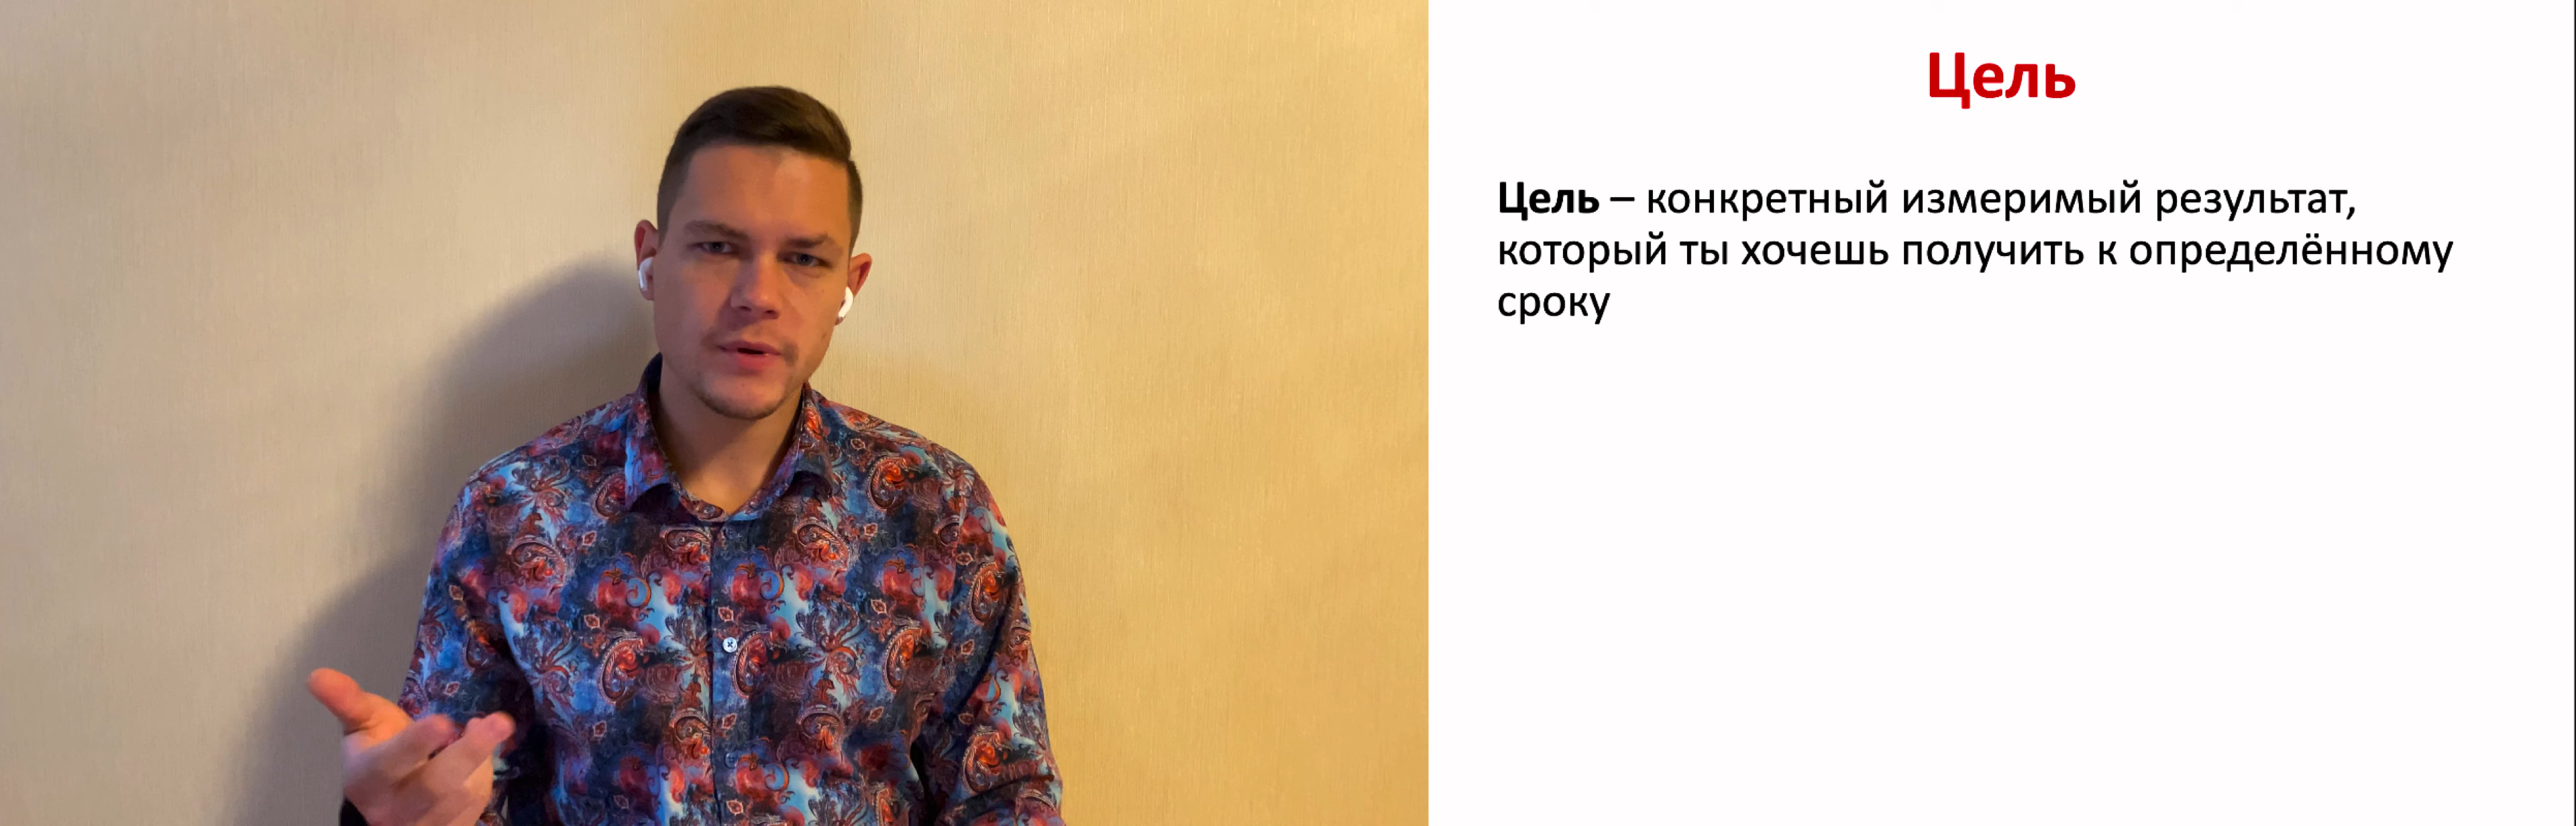 Цель
Цель – конкретный измеримый результат,
который ты хочешь получить к определённому
сроку